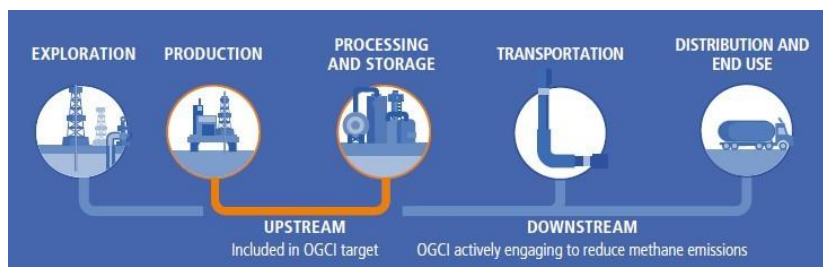 EXPLORATION
PRODUCTION
PROCESSING
AND STORAGE
TRANSPORTATION
DISTRIBUTION AND
END USE
UPSTREAM
Included in OGCI target
DOWNSTREAM
OGCI actively engaging to reduce methane emissions